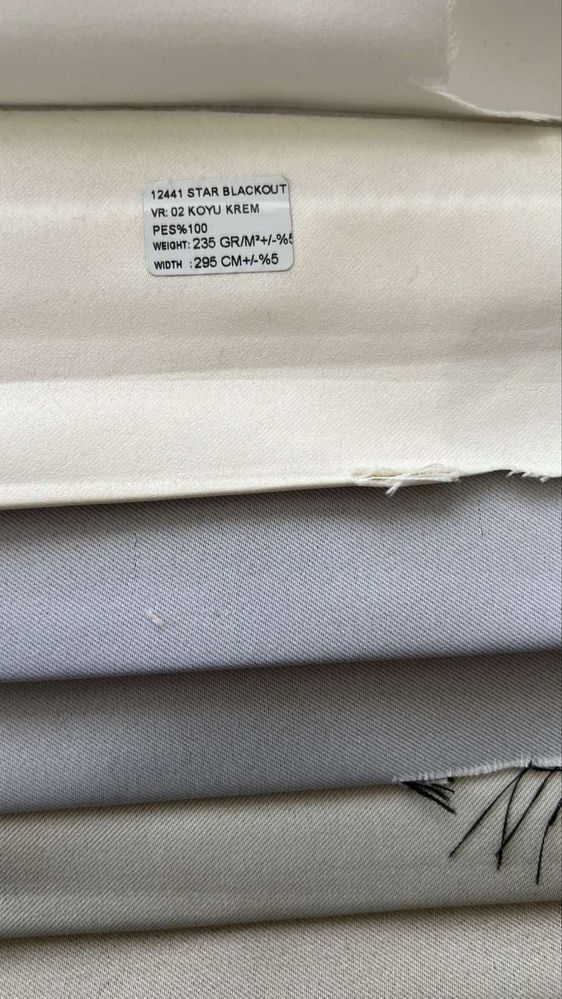 12441 STAR BLACKOUT
VR: 02 KOYU KREM
PES%100
WEIGHT: 235 GR/M²+/-%5
WIDTH : 295 CM+/-%5